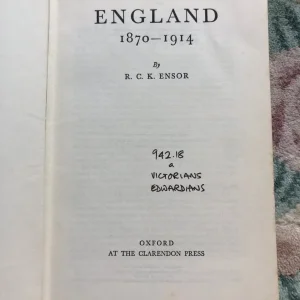 ENGLAND
1870–1914
By
R. C. K. ENSOR
942.18
a
VICTORIANS
EDWARDIANS
OXFORD
AT THE CLARENDON PRESS